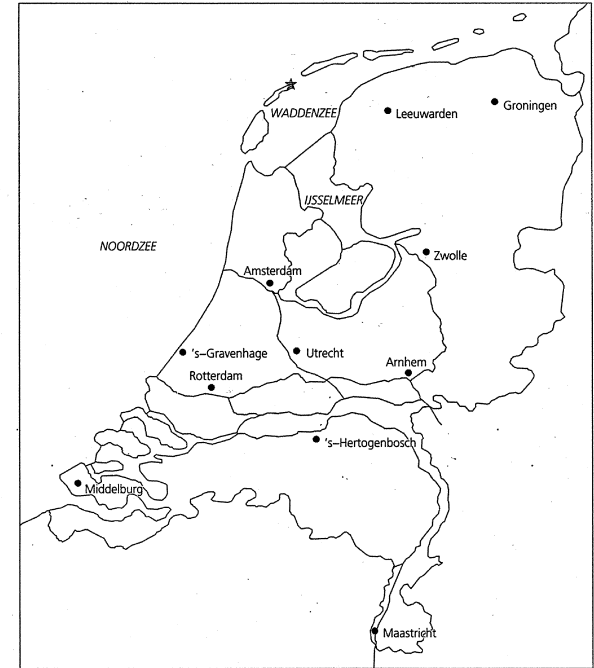 WADDENZEE
Leeuwarden
Groningen
IJSSELMEER
NOORDZEE
Zwolle
Amsterdam
's–Gravenhage
Utrecht
Arnhem
Rotterdam
's–Hertogenbosch
Middelburg
Maastricht